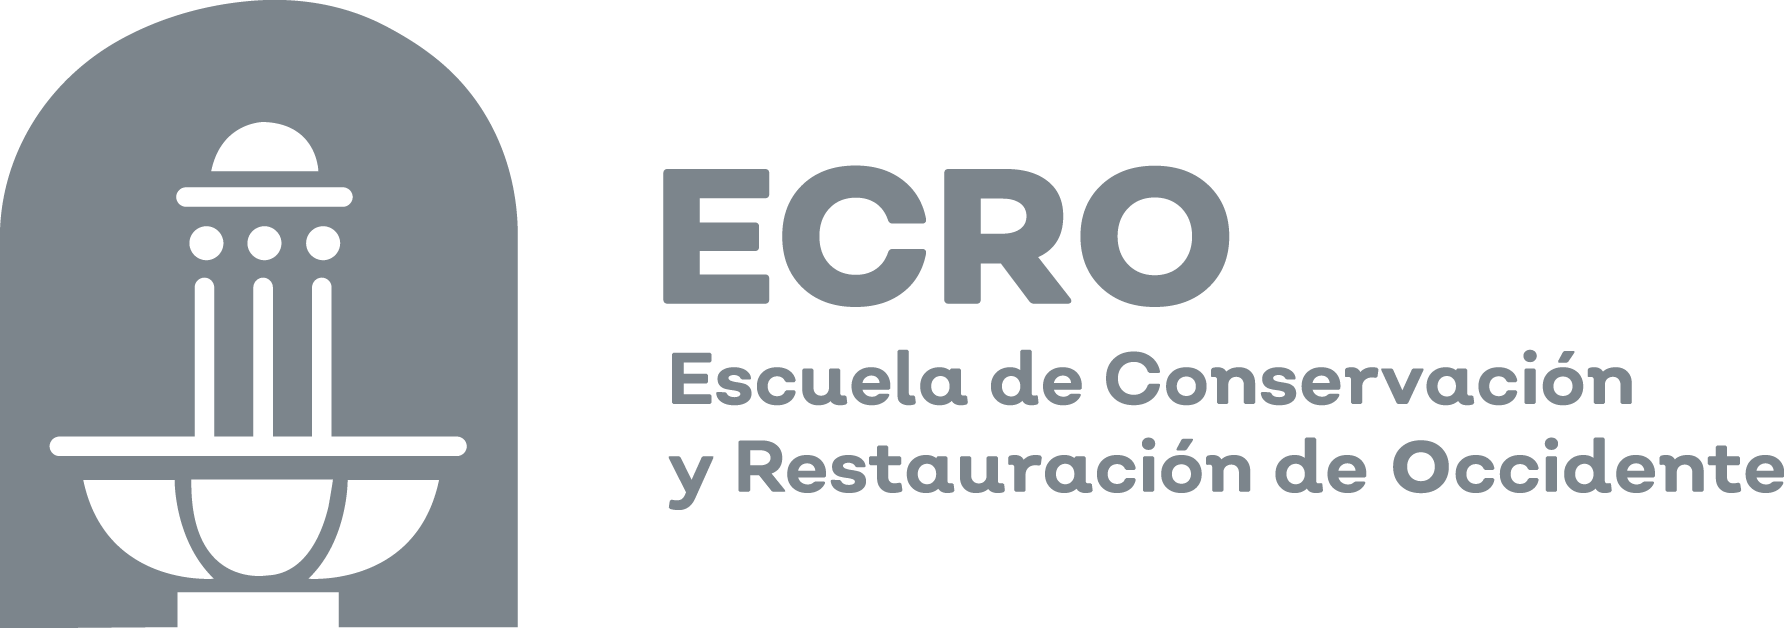 ECRO
Escuela de Conservación
y Restauración de Occidente